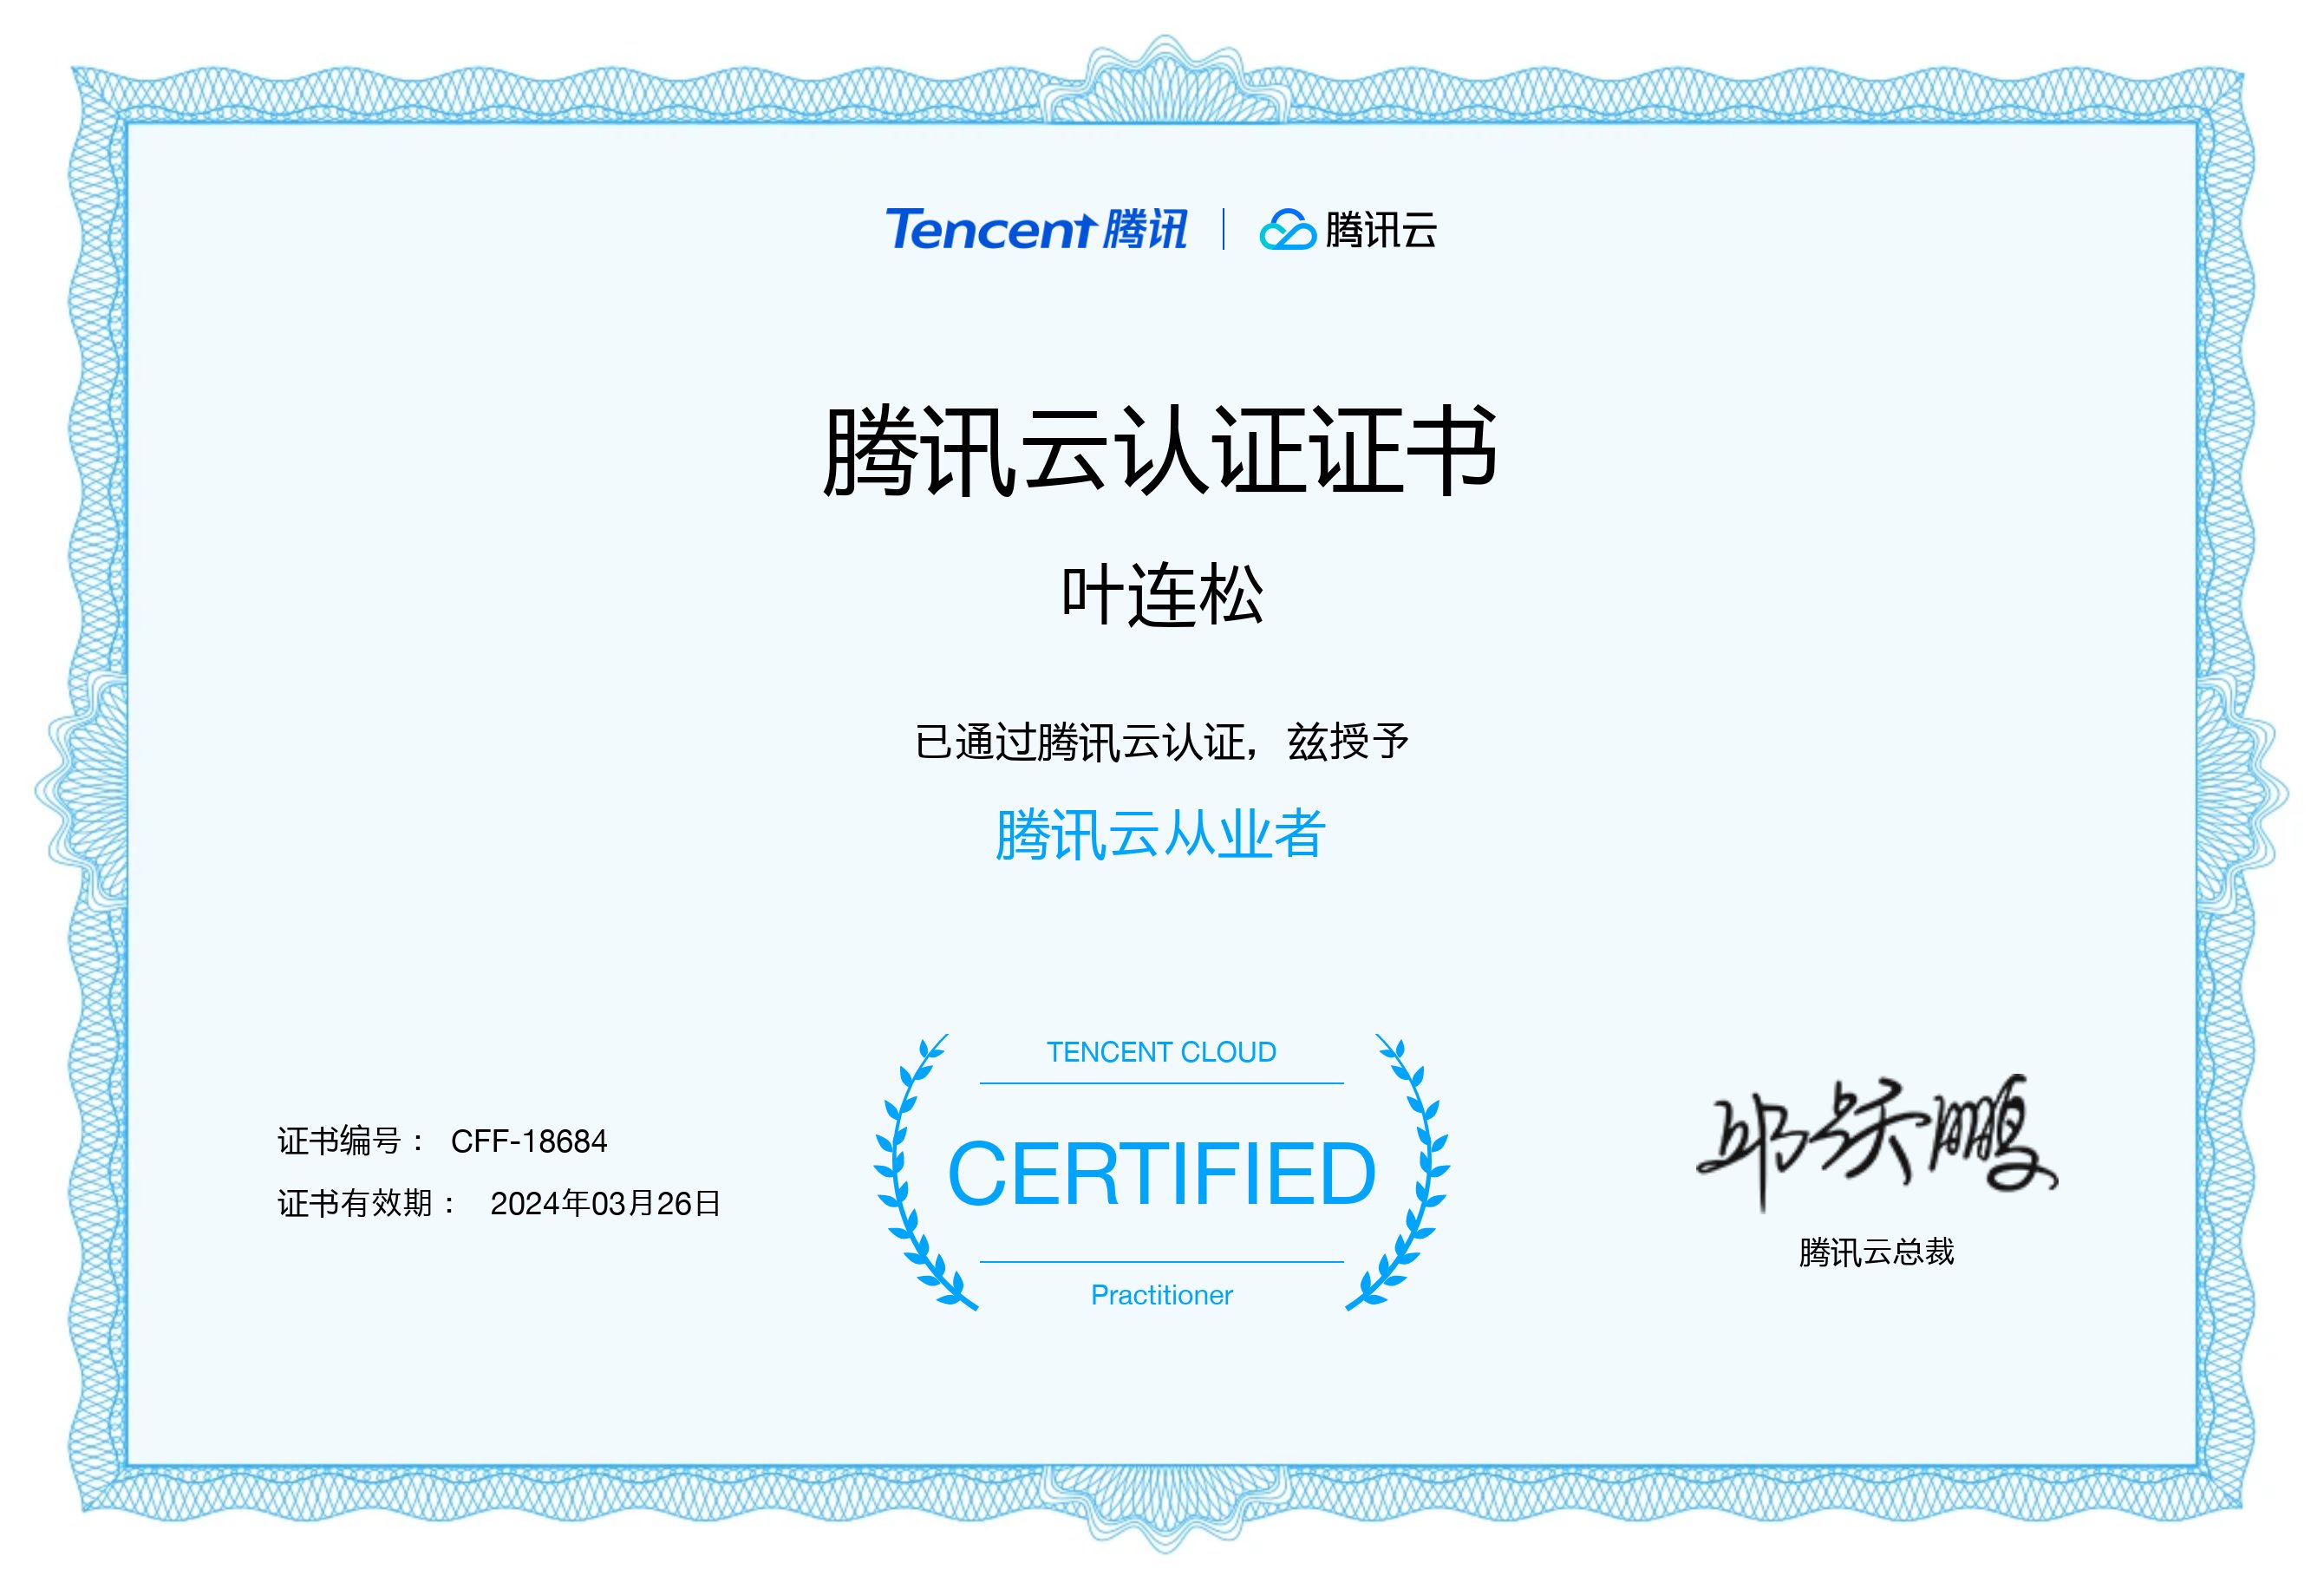 Tencent腾讯 腾讯云
腾讯云认证证书
叶连松
已通过腾讯云认证，兹授予
腾讯云从业者
TENCENT CLOUD
CERTIFIED
Practitioner
证书编号： CFF-18684
证书有效期： 2024年03月26日
邱跃鹏
腾讯云总裁